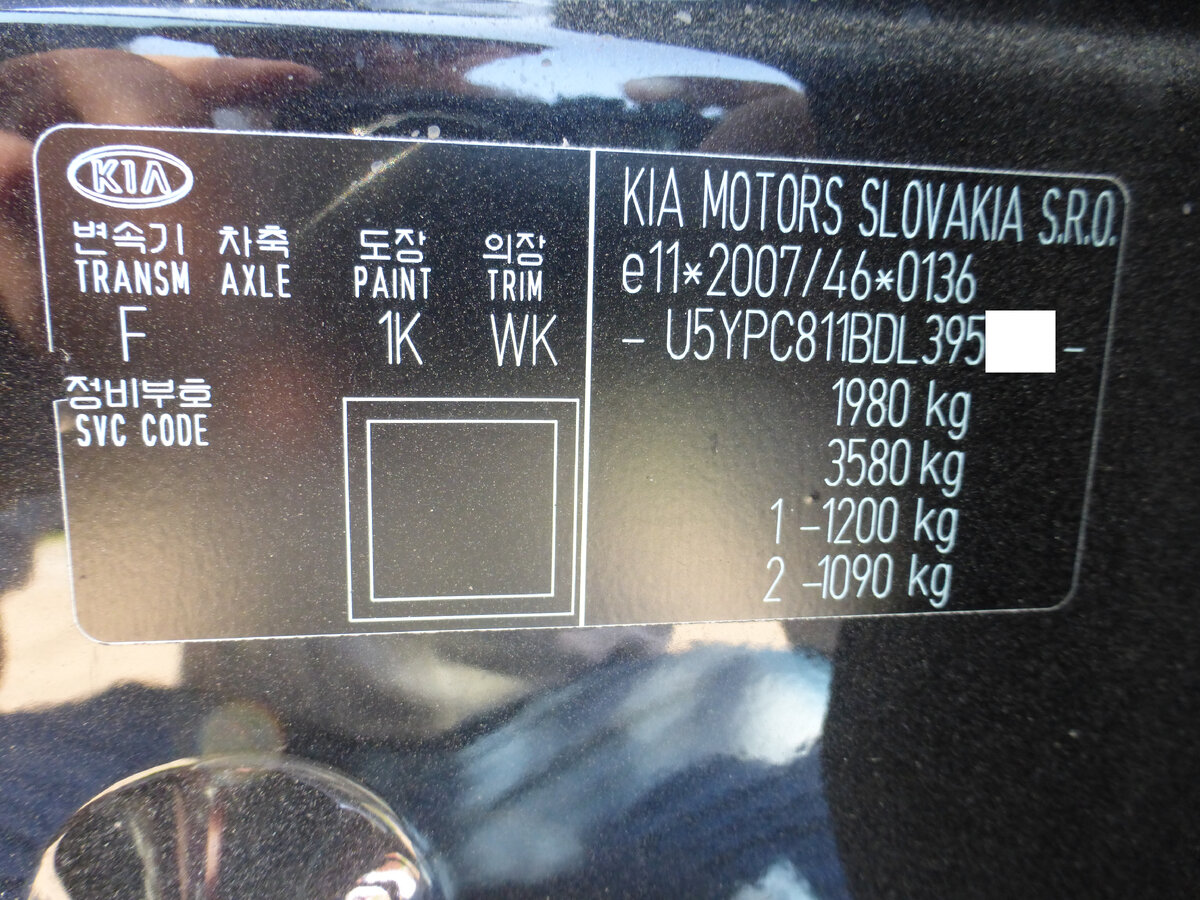 KIA
변속기 차축 도장 의장
TRANSM AXLE PAINT TRIM
F 1K WK
정비부호
SVC CODE
KIA MOTORS SLOVAKIA S.R.O.
e11*2007/46*0136
- U5YPC811BDL395 -
1980 kg
3580 kg
1 -1200 kg
2 -1090 kg